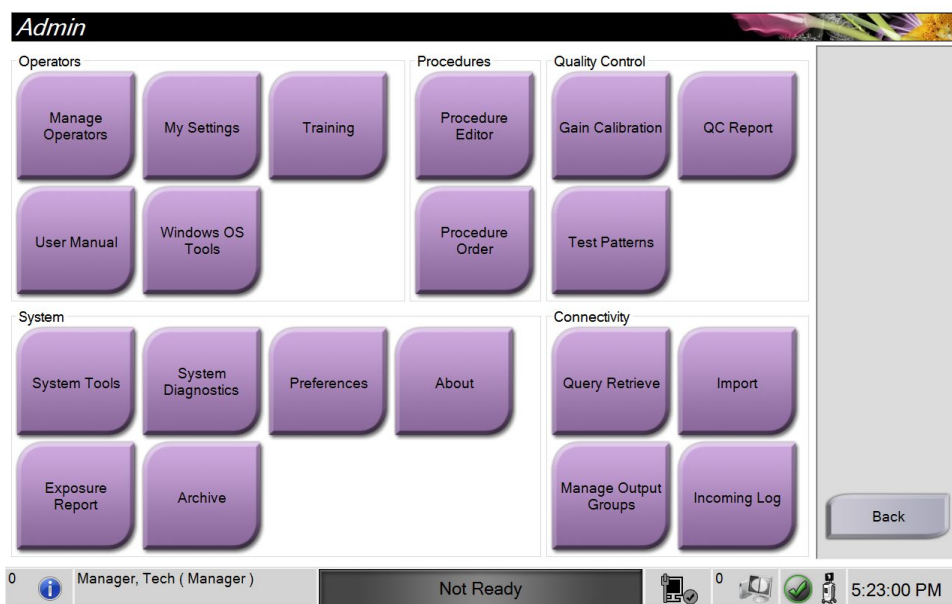 Admin
Operators
Manage
Operators
My Settings
Training
User Manual
Windows OS
Tools
Procedures
Procedure
Editor
Procedure
Order
Quality Control
Gain Calibration
QC Report
Test Patterns
System
System Tools
System
Diagnostics
Preferences
About
Exposure
Report
Archive
Connectivity
Query Retrieve
Import
Manage Output
Groups
Incoming Log
Back
0
Manager, Tech ( Manager )
Not Ready
0
5:23:00 PM